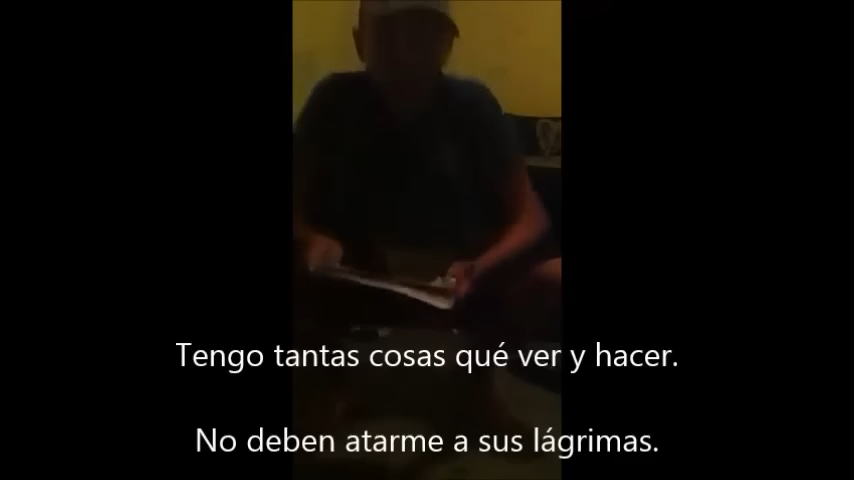 Tengo tantas cosas qué ver y hacer.
No deben atarme a sus lágrimas.